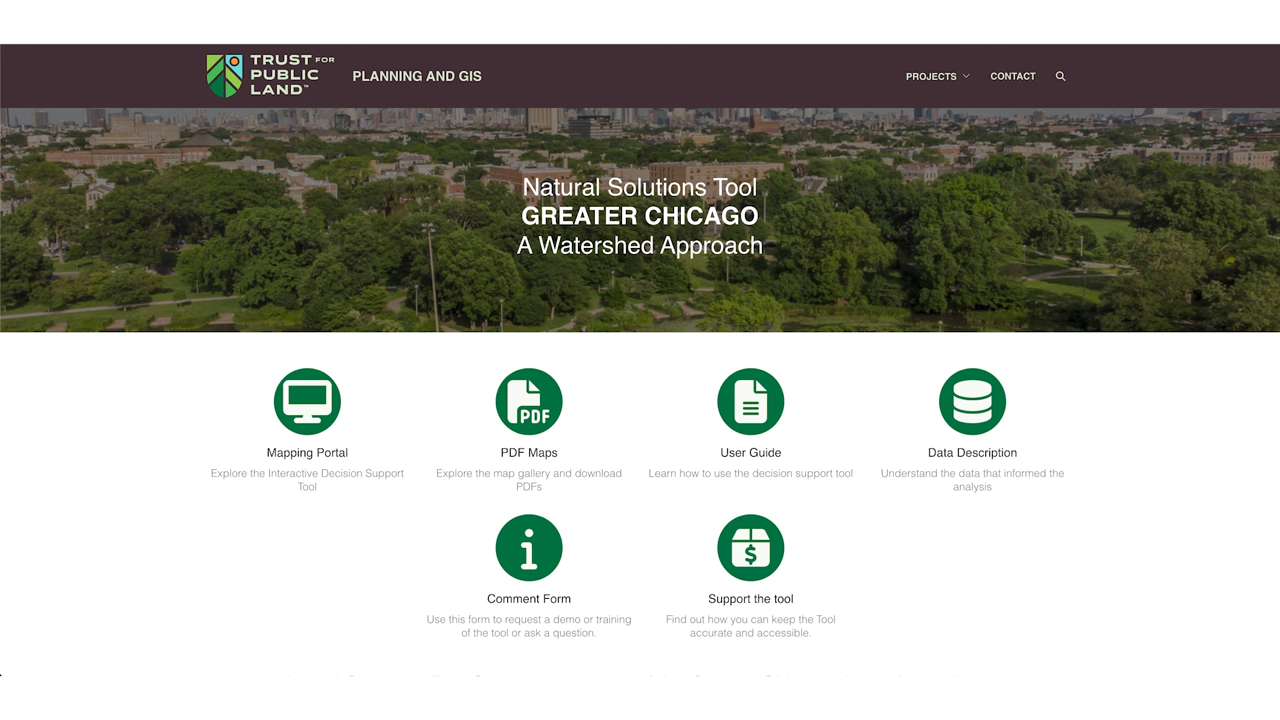 TRUST FOR
PUBLIC
LAND™
PLANNING AND GIS
PROJECTS
CONTACT
Natural Solutions Tool
GREATER CHICAGO
A Watershed Approach
PDF
Mapping Portal
Explore the Interactive Decision Support
Tool
PDF Maps
Explore the map gallery and download
PDFs
User Guide
Learn how to use the decision support tool
Data Description
Understand the data that informed the
analysis
$
Comment Form
Use this form to request a demo or training
of the tool or ask a question.
Support the tool
Find out how you can keep the Tool
accurate and accessible.